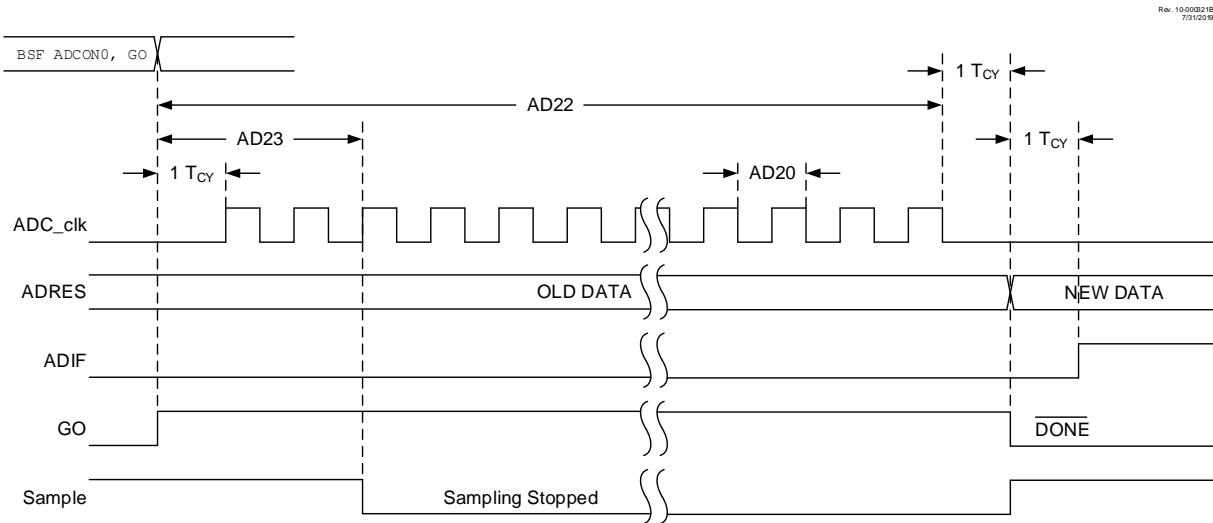 Rev. 10-000321B
7/31/2019
BSF ADCON0, GO
1 TCY
AD22
1 TCY
AD23
1 TCY
AD20
ADC_clk
ADRES
OLD DATA
NEW DATA
ADIF
GO
DONE
Sample
Sampling Stopped